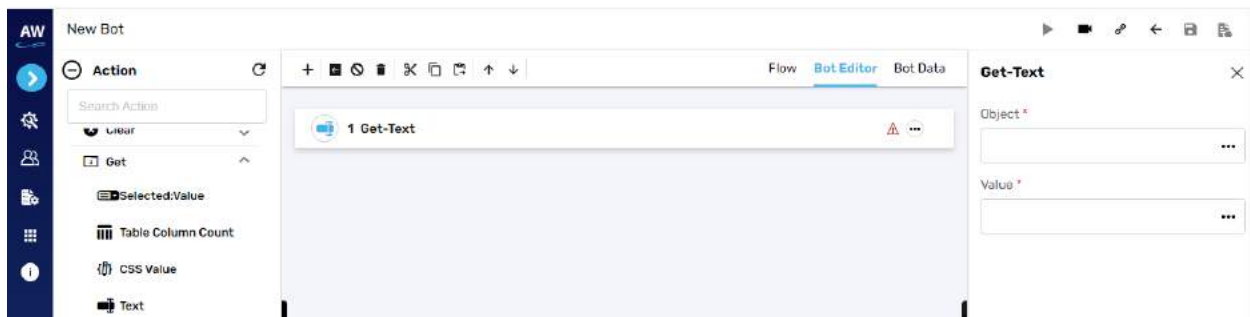 AW
New Bot
Action
Search Action
Clear
Get
Selected:Value
Table Column Count
CSS Value
Text
Flow Bot Editor Bot Data
1 Get-Text
Get-Text
Object *
Value *